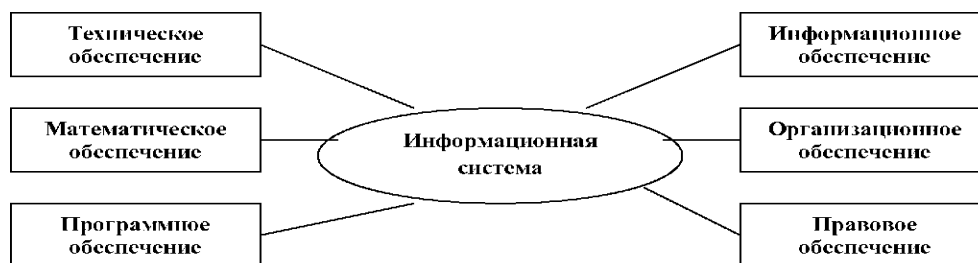 Техническое
обеспечение
Информационное
обеспечение
Математическое
обеспечение
Информационная
система
Организационное
обеспечение
Программное
обеспечение
Правовое
обеспечение